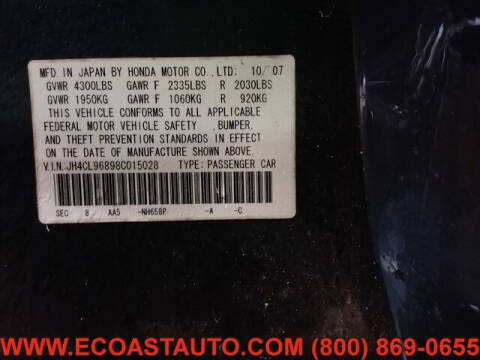 MFD. IN JAPAN BY HONDA MOTOR CO., LTD: 10/07
GVWR 4300LBS GAWR F 2335LBS R 2030LBS
GVWR 1950KG GAWR F 1060KG R 920KG
THIS VEHICLE CONFORMS TO ALL APPLICABLE
FEDERAL MOTOR VEHICLE SAFETY ,BUMPER,
AND THEFT PREVENTION STANDARDS IN EFFECT
ON THE DATE OF MANUFACTURE SHOWN ABOVE.
V.I.N. JH4CL96898C015028 TYPE: PASSENGER CAR
SEC 8 AA5 -NH658P -A -C
WWW.ECOASTAUTO.COM (800) 869-0655